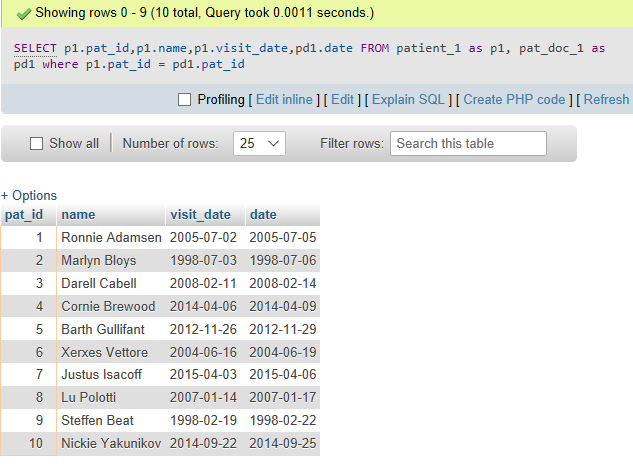 Showing rows 0 - 9 (10 total, Query took 0.0011 seconds.)
SELECT p1.pat_id,p1.name,p1.visit_date,pd1.date FROM patient_1 as p1, pat_doc_1 as
pd1 where p1.pat_id = pd1.pat_id
Profiling [ Edit inline ] [ Edit ] [ Explain SQL ] [ Create PHP code ] [ Refresh
Show all Number of rows: 25 Filter rows: Search this table
+ Options
pat_id name visit_date date
1 Ronnie Adamsen 2005-07-02 2005-07-05
2 Marlyn Bloys 1998-07-03 1998-07-06
3 Darell Cabell 2008-02-11 2008-02-14
4 Cornie Brewood 2014-04-06 2014-04-09
5 Barth Gullifant 2012-11-26 2012-11-29
6 Xerxes Vettore 2004-06-16 2004-06-19
7 Justus Isacoff 2015-04-03 2015-04-06
8 Lu Polotti 2007-01-14 2007-01-17
9 Steffen Beat 1998-02-19 1998-02-22
10 Nickie Yakunikov 2014-09-22 2014-09-25